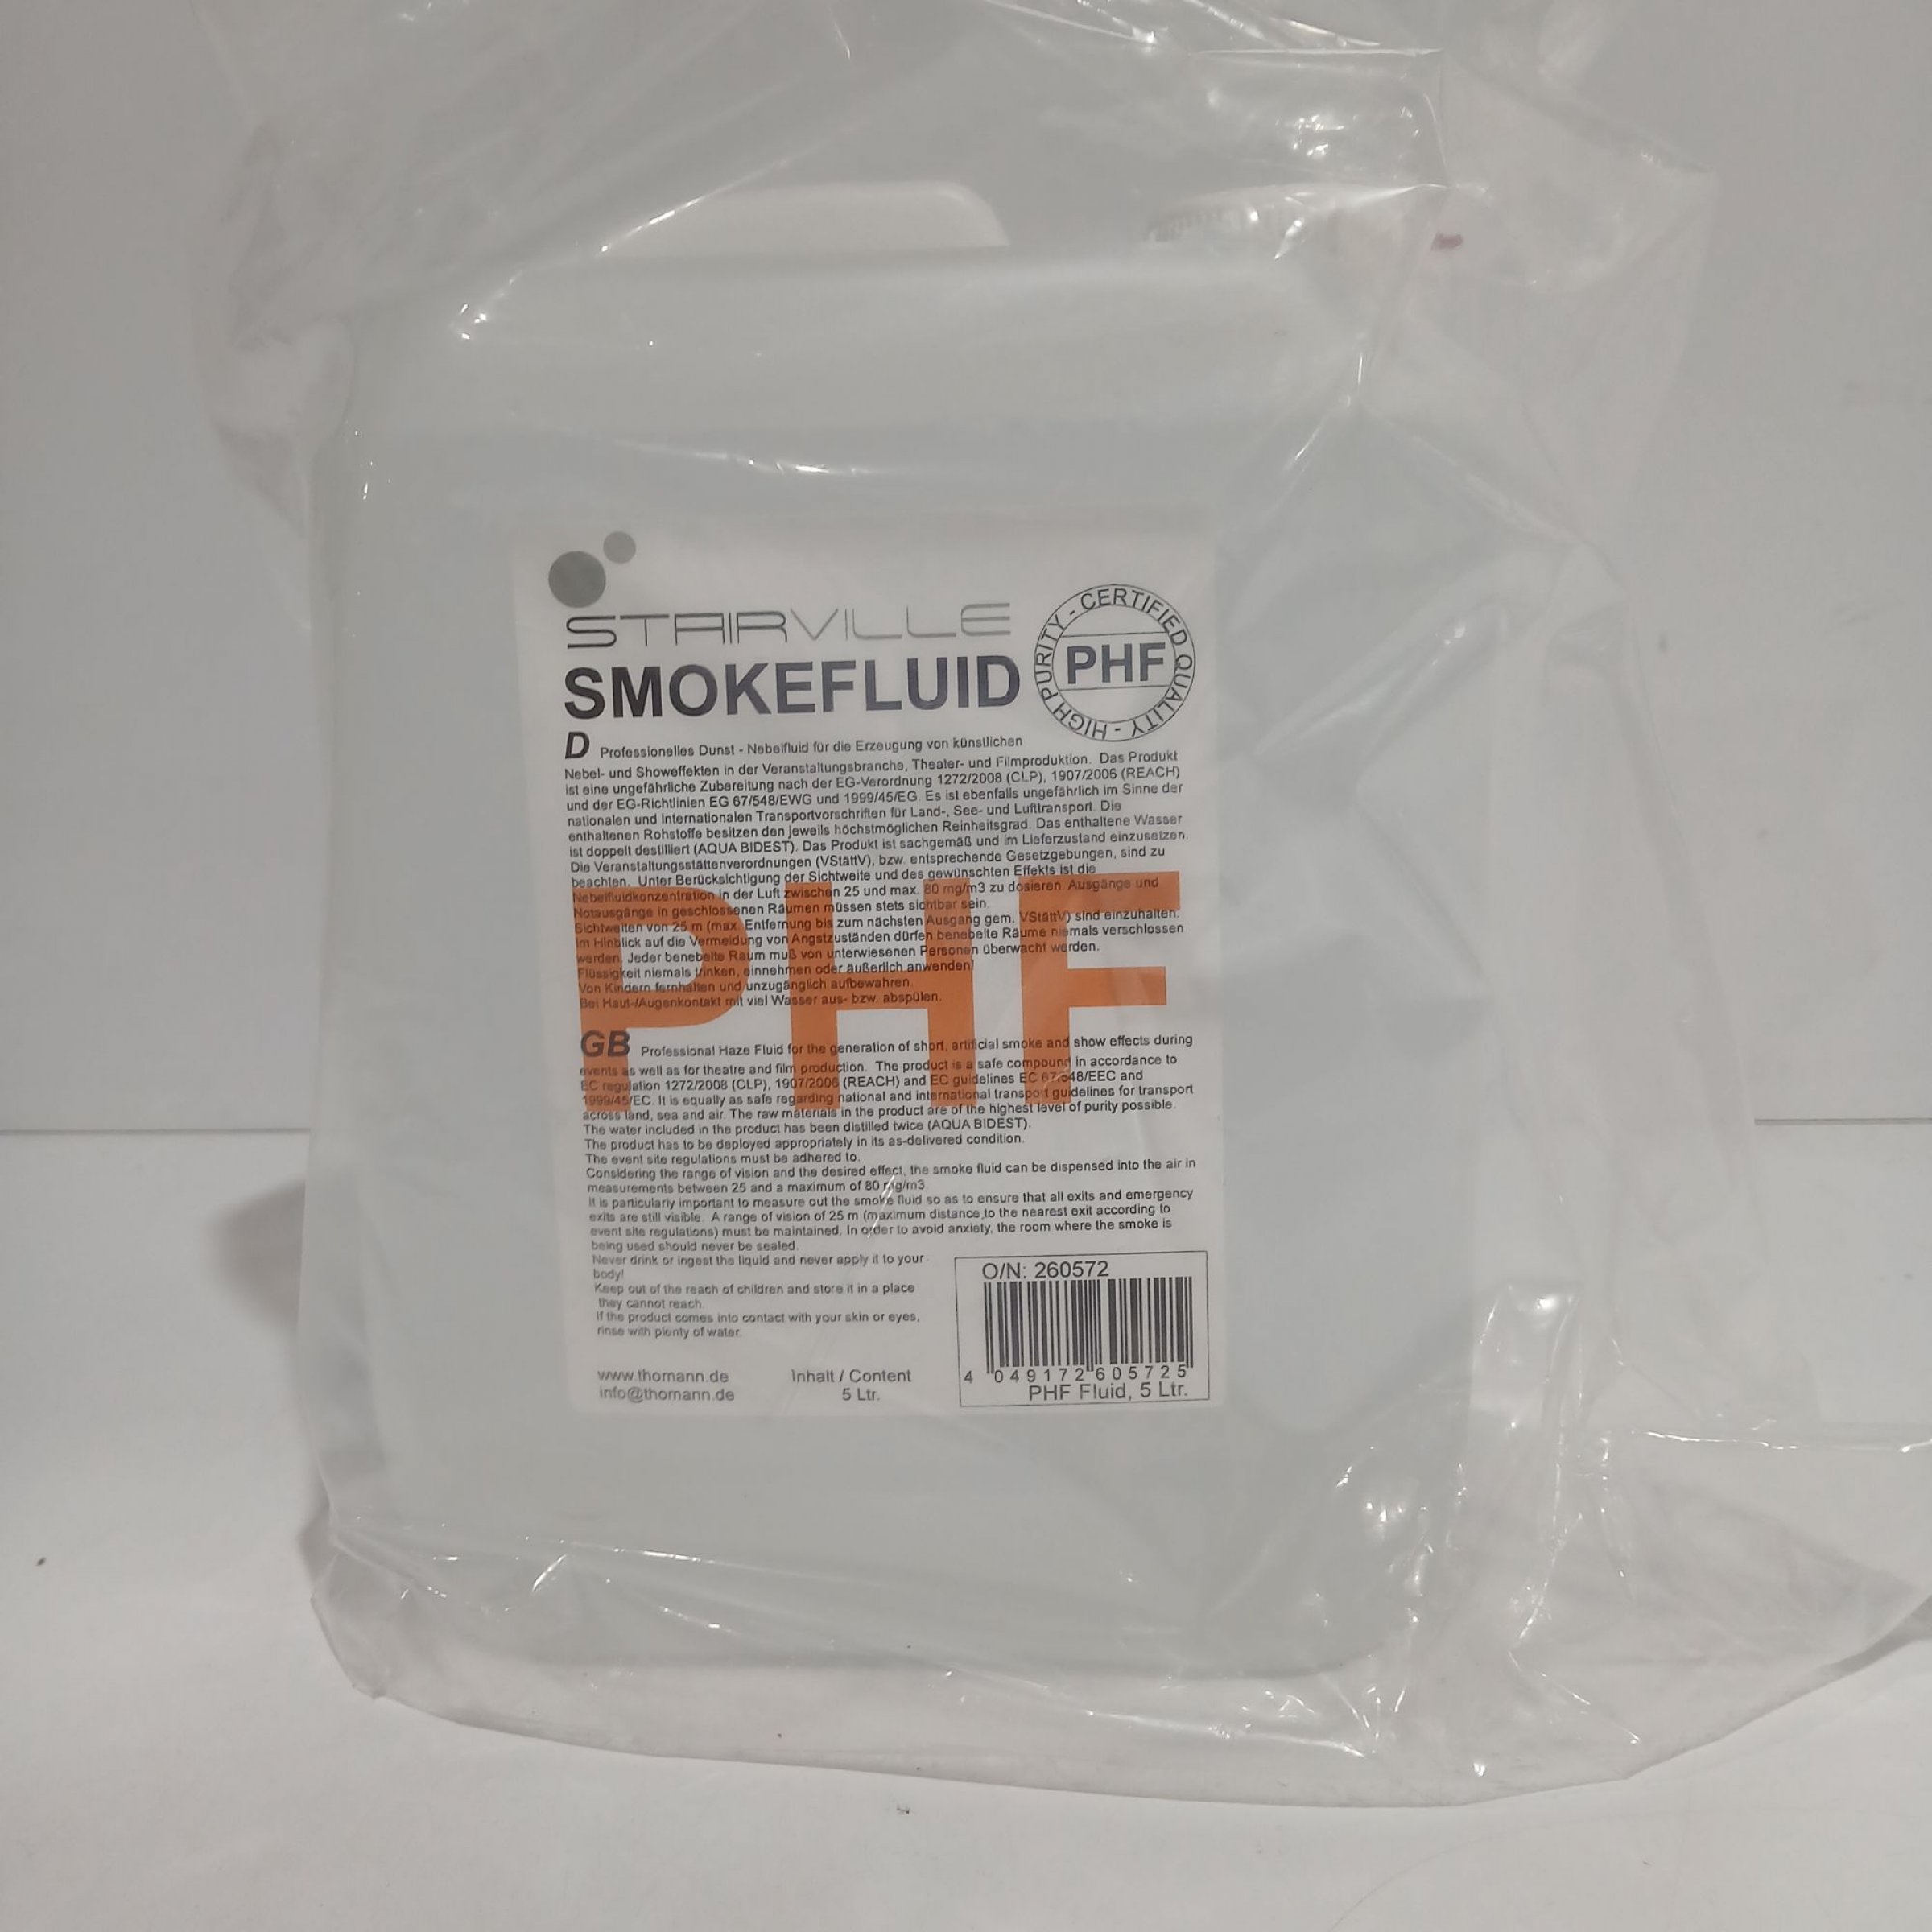 STAIRVILLE
SMOKEFLUID
HIGH PURITY - CERTIFIED QUALITY -
PHF
D Professionelles Dunst - Nebelfluid für die Erzeugung von künstlichen
Nebel- und Showeffekten in der Veranstaltungsbranche, Theater- und Filmproduktion. Das Produkt
ist eine ungefährliche Zubereitung nach der EG-Verordnung 1272/2008 (CLP), 1907/2006 (REACH)
und der EG-Richtlinien EG 67/548/EWG und 1999/45/EG. Es ist ebenfalls ungefährlich im Sinne der
nationalen und internationalen Transportvorschriften für Land-, See- und Lufttransport. Die
enthaltenen Rohstoffe besitzen den jeweils höchstmöglichen Reinheitsgrad. Das enthaltene Wasser
ist doppelt destilliert (AQUA BIDEST). Das Produkt ist sachgemäß und im Lieferzustand einzusetzen.
Die Veranstaltungsstättenverordnungen (VStättV), bzw. entsprechende Gesetzgebungen, sind zu
beachten. Unter Berücksichtigung der Sichtweite und des gewünschten Effekts ist die
Nebelfluidkonzentration in der Luft zwischen 25 und max. 80 mg/m3 zu dosieren. Ausgänge und
Notausgänge in geschlossenen Räumen müssen stets sichtbar sein.
Sichtweiten von 25 m (max. Entfernung bis zum nächsten Ausgang gem. VStättV) sind einzuhalten.
Im Hinblick auf die Vermeidung von Angstzuständen dürfen benebelte Räume niemals verschlossen
werden. Jeder benebelte Raum muß von unterwiesenen Personen überwacht werden.
Flüssigkeit niemals trinken, einnehmen oder äußerlich anwenden!
Von Kindern fernhalten und unzugänglich aufbewahren.
Bei Haut-/Augenkontakt mit viel Wasser aus- bzw. abspülen.
PHF
GB Professional Haze Fluid for the generation of short, artificial smoke and show effects during
events as well as for theatre and film production. The product is a safe compound in accordance to
EC regulation 1272/2008 (CLP), 1907/2006 (REACH) and EC guidelines EC 67/548/EEC and
1999/45/EC. It is equally as safe regarding national and international transport guidelines for transport
across land, sea and air. The raw materials in the product are of the highest level of purity possible.
The water included in the product has been distilled twice (AQUA BIDEST).
The product has to be deployed appropriately in its as-delivered condition.
The event site regulations must be adhered to.
Considering the range of vision and the desired effect, the smoke fluid can be dispensed into the air in
measurements between 25 and a maximum of 80 mg/m3.
It is particularly important to measure out the smoke fluid so as to ensure that all exits and emergency
exits are still visible. A range of vision of 25 m (maximum distance to the nearest exit according to
event site regulations) must be maintained. In order to avoid anxiety, the room where the smoke is
being used should never be sealed.
Never drink or ingest the liquid and never apply it to your
body!
Keep out of the reach of children and store it in a place
they cannot reach.
If the product comes into contact with your skin or eyes,
rinse with plenty of water.
www.thomann.de
info@thomann.de
Inhalt / Content
5 Ltr.
O/N: 260572
4 049172 605725
PHF Fluid, 5 Ltr.